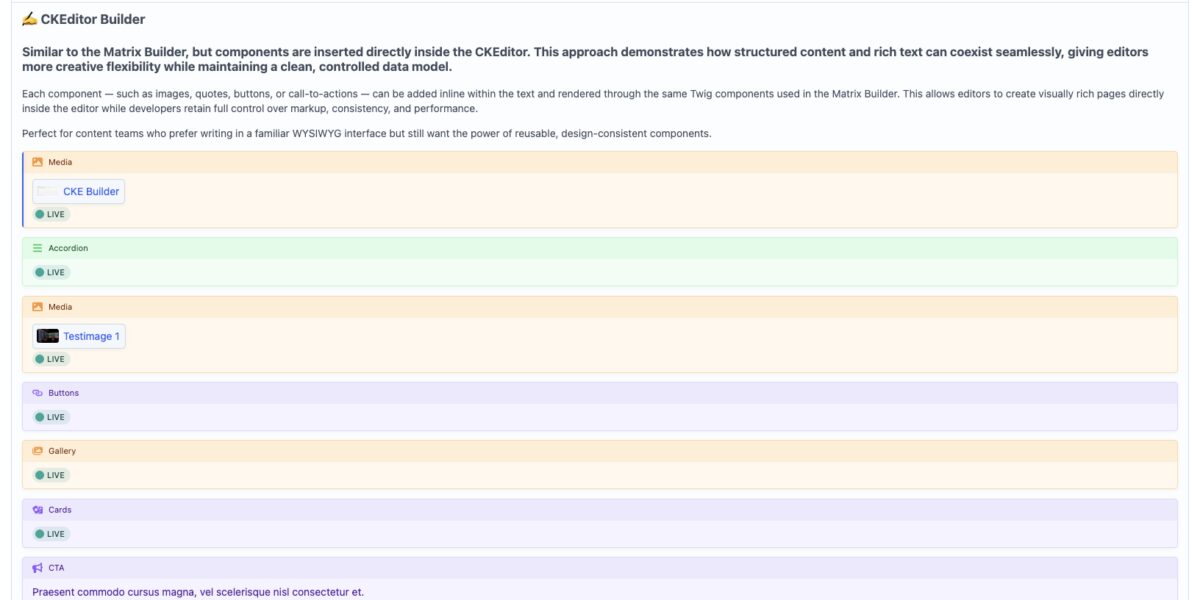 ✍️ CKEditor Builder
Similar to the Matrix Builder, but components are inserted directly inside the CKEditor. This approach demonstrates how structured content and rich text can coexist seamlessly, giving editors
more creative flexibility while maintaining a clean, controlled data model.
Each component — such as images, quotes, buttons, or call-to-actions — can be added inline within the text and rendered through the same Twig components used in the Matrix Builder. This allows editors to create visually rich pages directly
inside the editor while developers retain full control over markup, consistency, and performance.
Perfect for content teams who prefer writing in a familiar WYSIWYG interface but still want the power of reusable, design-consistent components.
Media
CKE Builder
LIVE
Accordion
LIVE
Media
Testimage 1
LIVE
Buttons
LIVE
Gallery
LIVE
Cards
LIVE
CTA
Praesent commodo cursus magna, vel scelerisque nisl consectetur et.